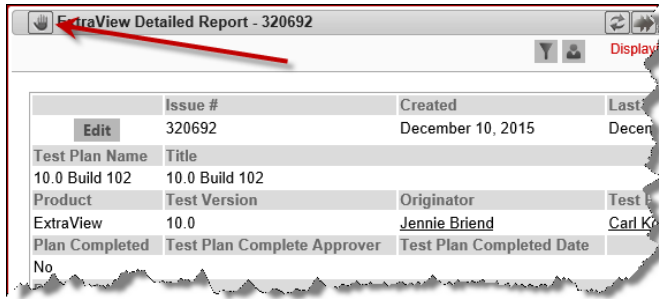 ExtraView Detailed Report - 320692
Issue # Created
Edit 320692 December 10, 2015
Test Plan Name Title
10.0 Build 102 10.0 Build 102
Product Test Version Originator Test
ExtraView 10.0 Jennie Briend Carl
Plan Completed Test Plan Complete Approver Test Plan Completed Date
No